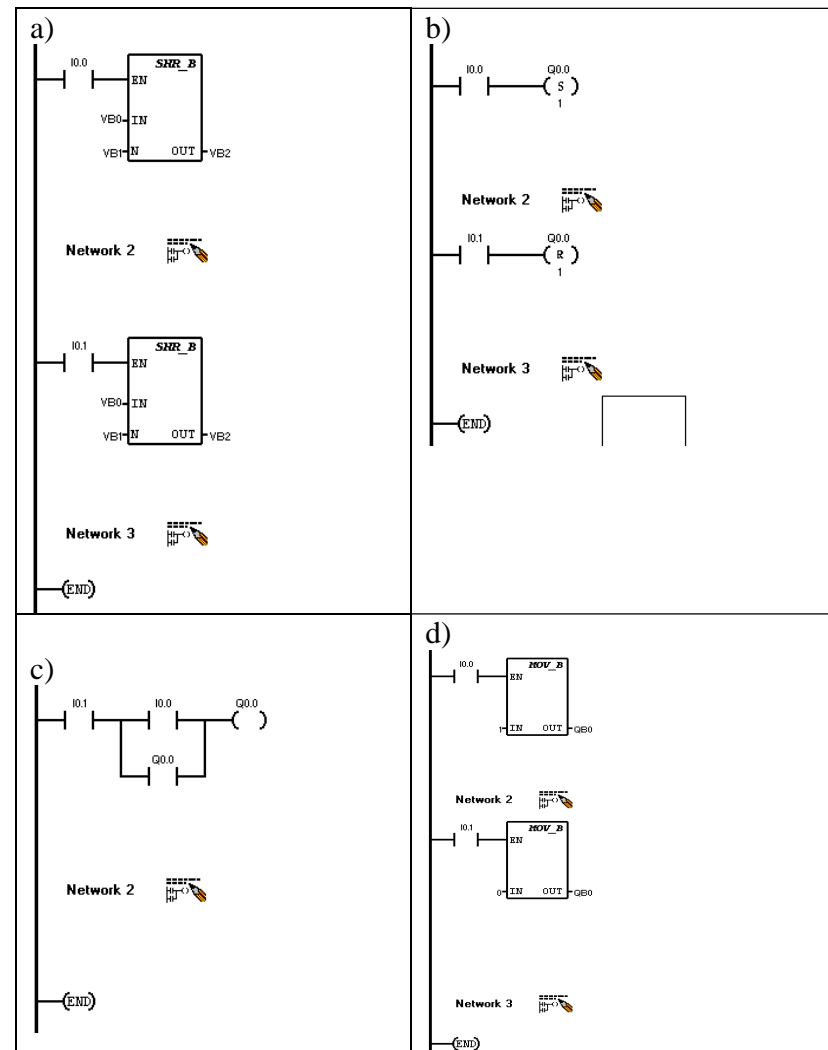 a)
I0.0
SHR_B
EN
VB0 IN
VB1 N OUT VB2
Network 2
I0.1
SHR_B
EN
VB0 IN
VB1 N OUT VB2
Network 3
(END)
b)
I0.0 Q0.0
( S )
1
Network 2
I0.1 Q0.0
( R )
1
Network 3
(END)
c)
I0.1 I0.0 Q0.0
( )
Q0.0
Network 2
(END)
d)
I0.0
MOV_B
EN
1 IN OUT QB0
Network 2
I0.1
MOV_B
EN
0 IN OUT QB0
Network 3
(END)